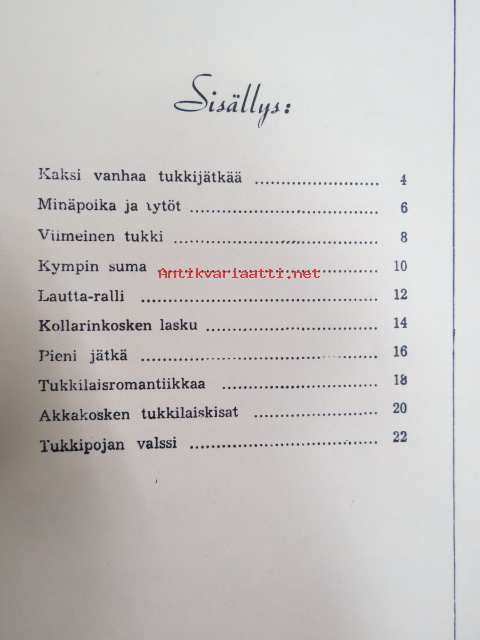 Sisällys:
Kaksi vanhaa tukkijätkää ........................ 4
Minäpoika ja tytöt ........................ 6
Viimeinen tukki ........................ 8
Kympin suma ........................ 10
Antikvariaatti.net
Lautta-ralli ........................ 12
Kollarinkosken lasku ........................ 14
Pieni jätkä ........................ 16
Tukkilaisromantiikkaa ........................ 18
Akkakosken tukkilaiskisat ........................ 20
Tukkipojan valssi ........................ 22